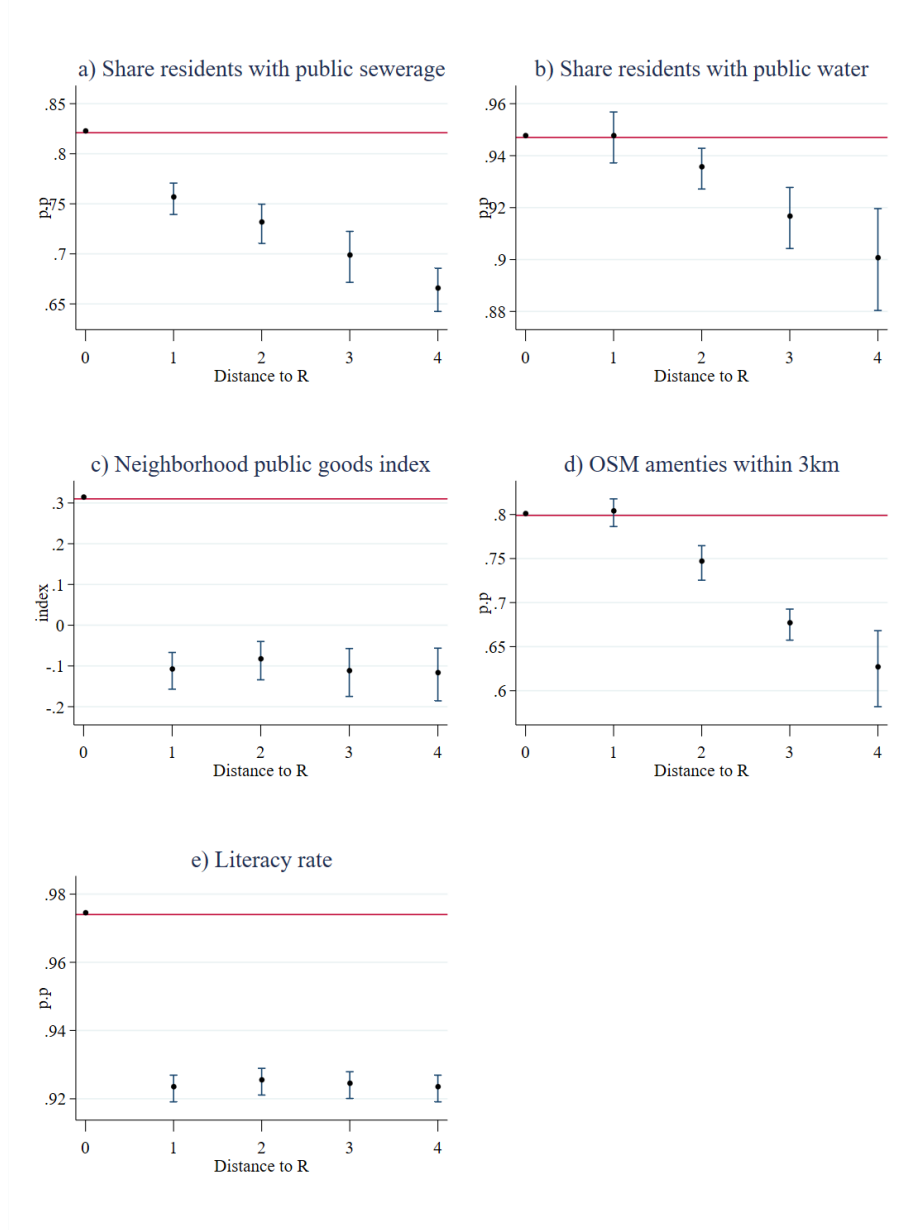 a) Share residents with public sewerage
.85
.8
.75
.7
.65
p.p
0 1 2 3 4
Distance to R
b) Share residents with public water
.96
.94
.92
.9
.88
p.p
0 1 2 3 4
Distance to R
c) Neighborhood public goods index
.3
.2
.1
0
-.1
-.2
index
0 1 2 3 4
Distance to R
d) OSM amenties within 3km
.8
.75
.7
.65
.6
p.p
0 1 2 3 4
Distance to R
e) Literacy rate
.98
.96
.94
.92
p.p
0 1 2 3 4
Distance to R